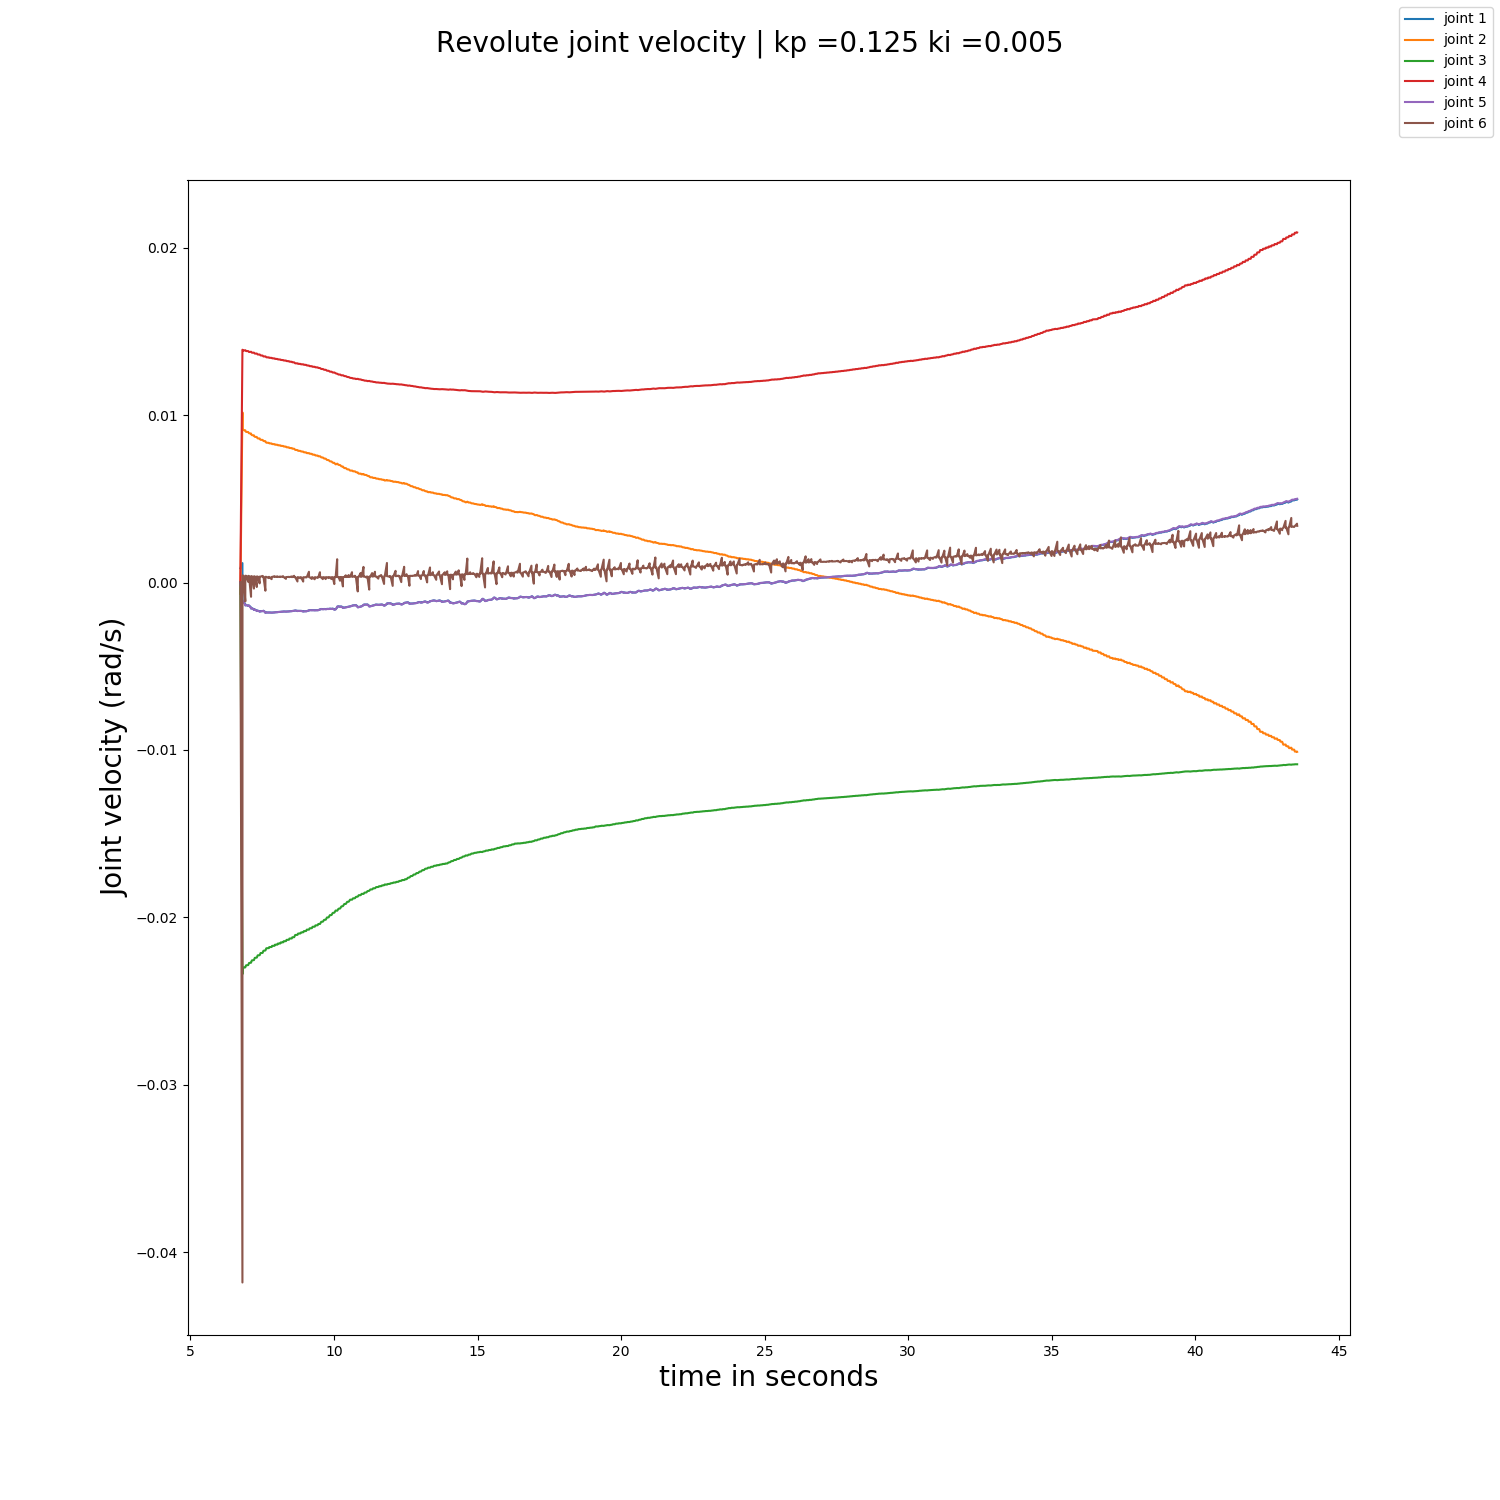 Revolute joint velocity | kp =0.125 ki =0.005
joint 1
joint 2
joint 3
joint 4
joint 5
joint 6
0.02
0.01
0.00
−0.01
−0.02
−0.03
−0.04
Joint velocity (rad/s)
5 10 15 20 25 30 35 40 45
time in seconds